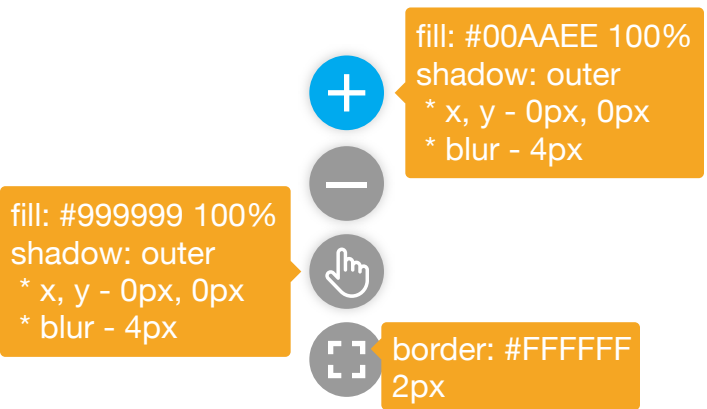 fill: #00AAEE 100%
shadow: outer
* x, y - 0px, 0px
* blur - 4px
fill: #999999 100%
shadow: outer
* x, y - 0px, 0px
* blur - 4px
border: #FFFFFF
2px